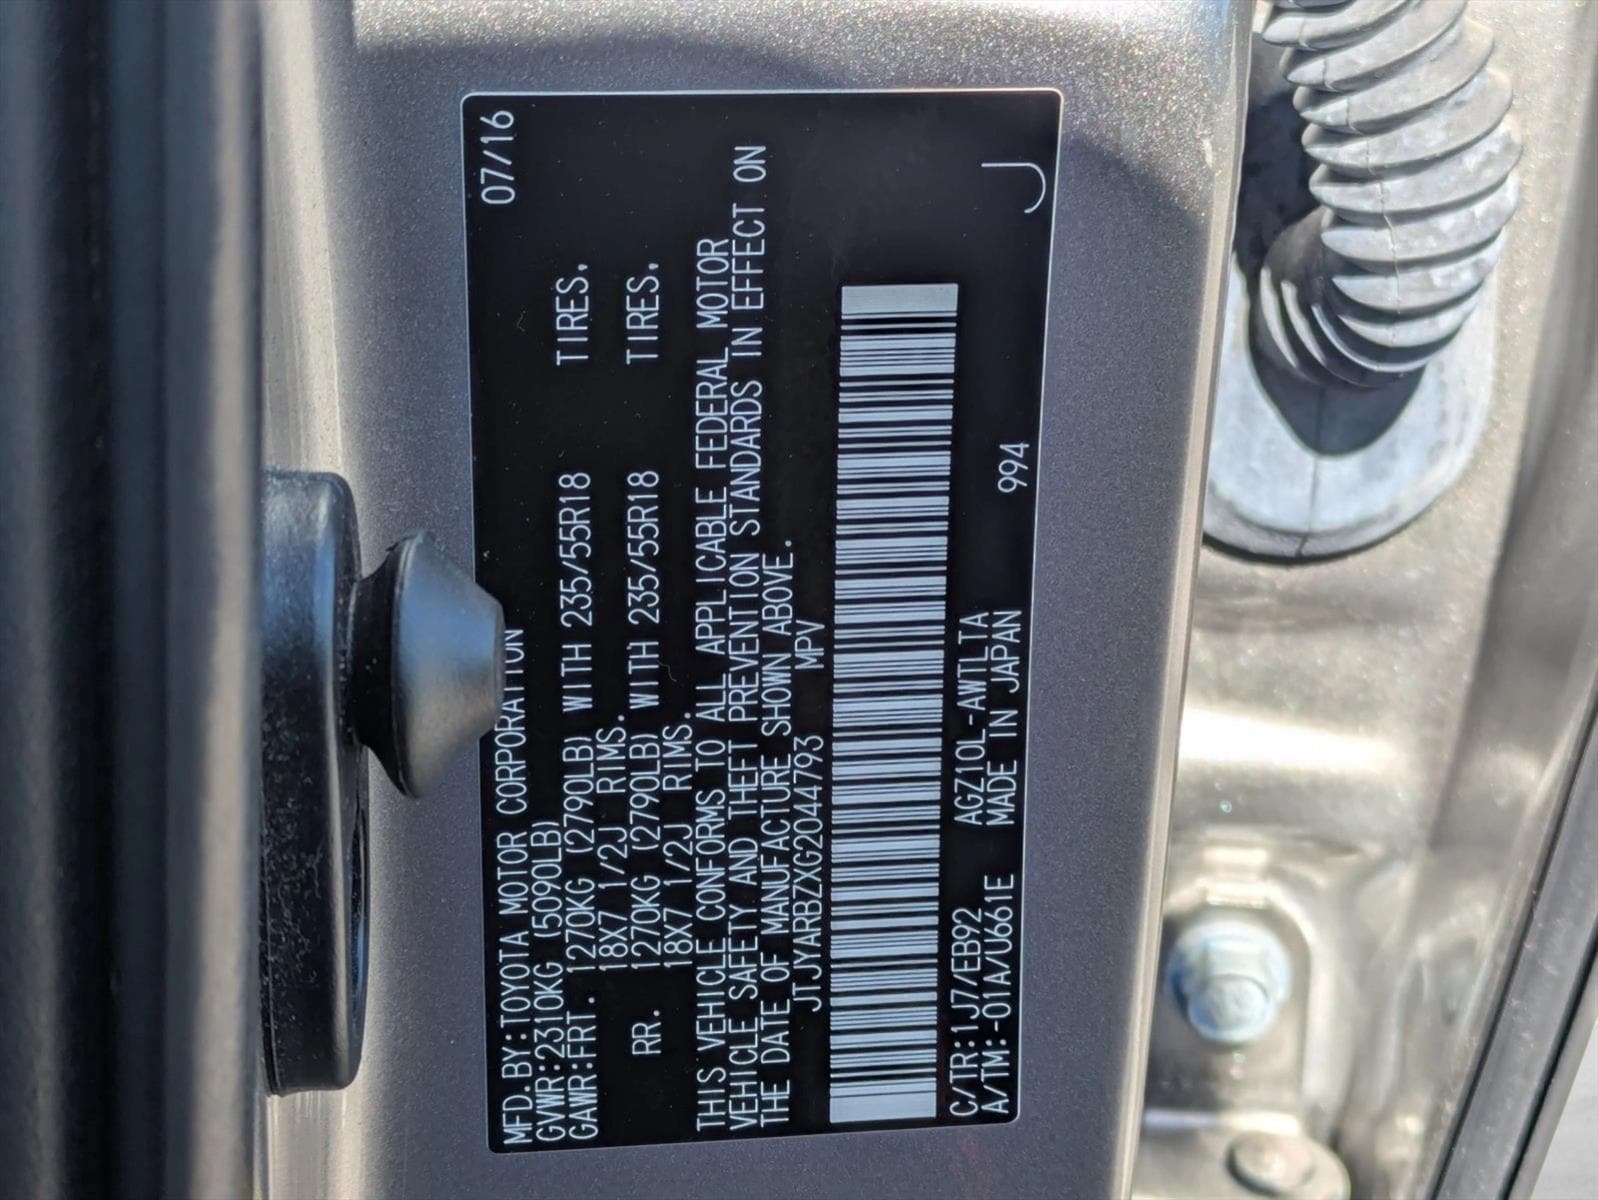 MFD.BY:TOYOTA MOTOR CORPORATION 07/16
GVWR:2310KG (5090LB)
GAWR:FRT. 1270KG (2790LB) WITH 235/55R18 TIRES,
18X7 1/2J RIMS.
RR. 1270KG (2790LB) WITH 235/55R18 TIRES,
18X7 1/2J RIMS.
THIS VEHICLE CONFORMS TO ALL APPLICABLE FEDERAL MOTOR
VEHICLE SAFETY AND THEFT PREVENTION STANDARDS IN EFFECT ON
THE DATE OF MANUFACTURE SHOWN ABOVE.
JTJYARBZXG2044793 MPV
C/TR:1J7/EB92 AGZ10L-AWTLTA
A/TM:-01A/U661E MADE IN JAPAN 994 J